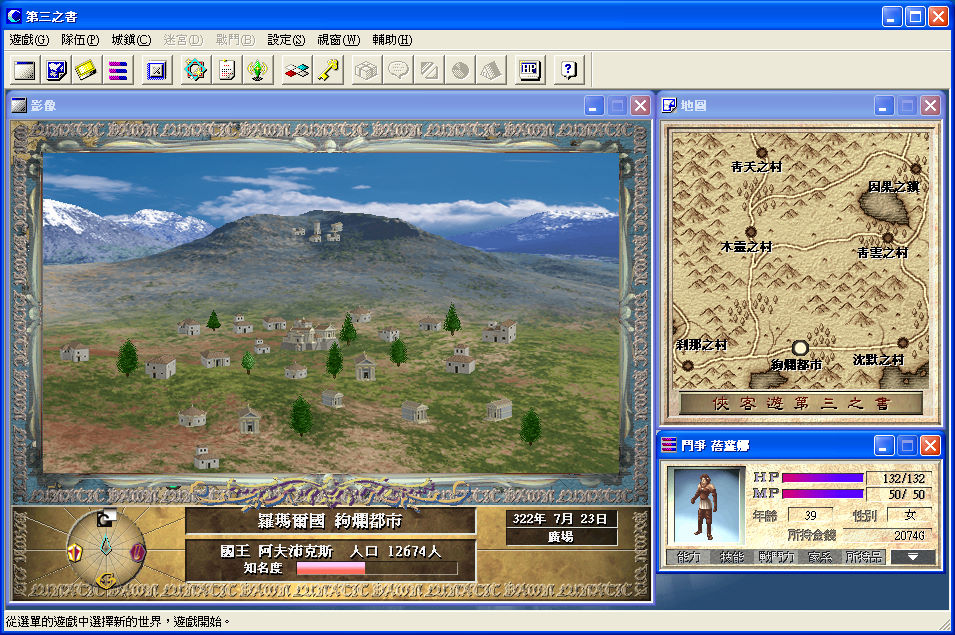 第三之書
遊戲(G) 隊伍(P) 城鎮(C) 迷宮(D) 戰鬥(B) 設定(S) 視窗(W) 輔助(H)
影像
地圖
青天之村
因果之鎮
木靈之村
青雲之村
剎那之村
絢爛都市
沈默之村
俠客遊第三之書
羅瑪爾國 絢爛都市
國王 阿夫沛克斯 人口 12674人
知名度
322年 7月 23日
廣場
鬥爭 蓓蘿娜
HP 132/132
MP 50/ 50
年齡 39 性別 女
所持金錢 2074G
能力 技能 戰鬥力 家系 所持品
從選單的遊戲中選擇新的世界，遊戲開始。